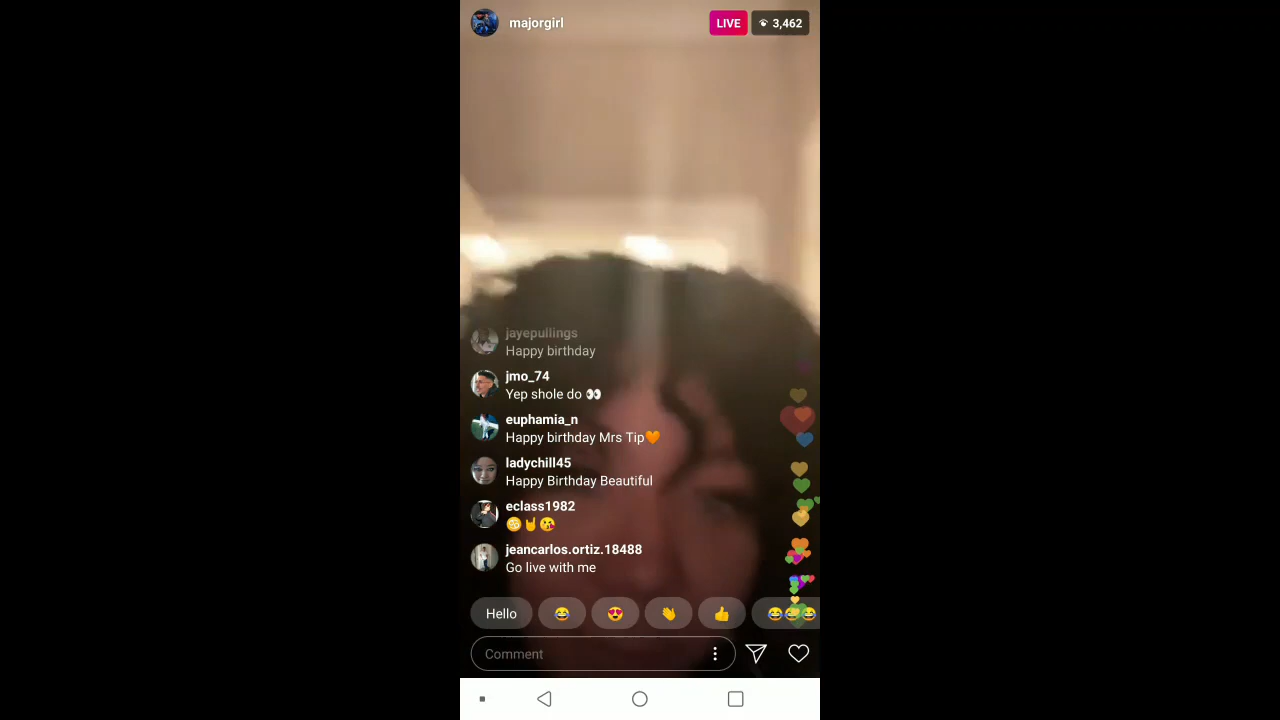 majorgirl
LIVE
3,462
jayepullings
Happy birthday
jmo_74
Yep shole do 👀
euphamia_n
Happy birthday Mrs Tip🧡
ladychill45
Happy Birthday Beautiful
eclass1982
😳🤘😘
jeancarlos.ortiz.18488
Go live with me
Hello 😂 😍 👏 👍 😂😂😂
Comment